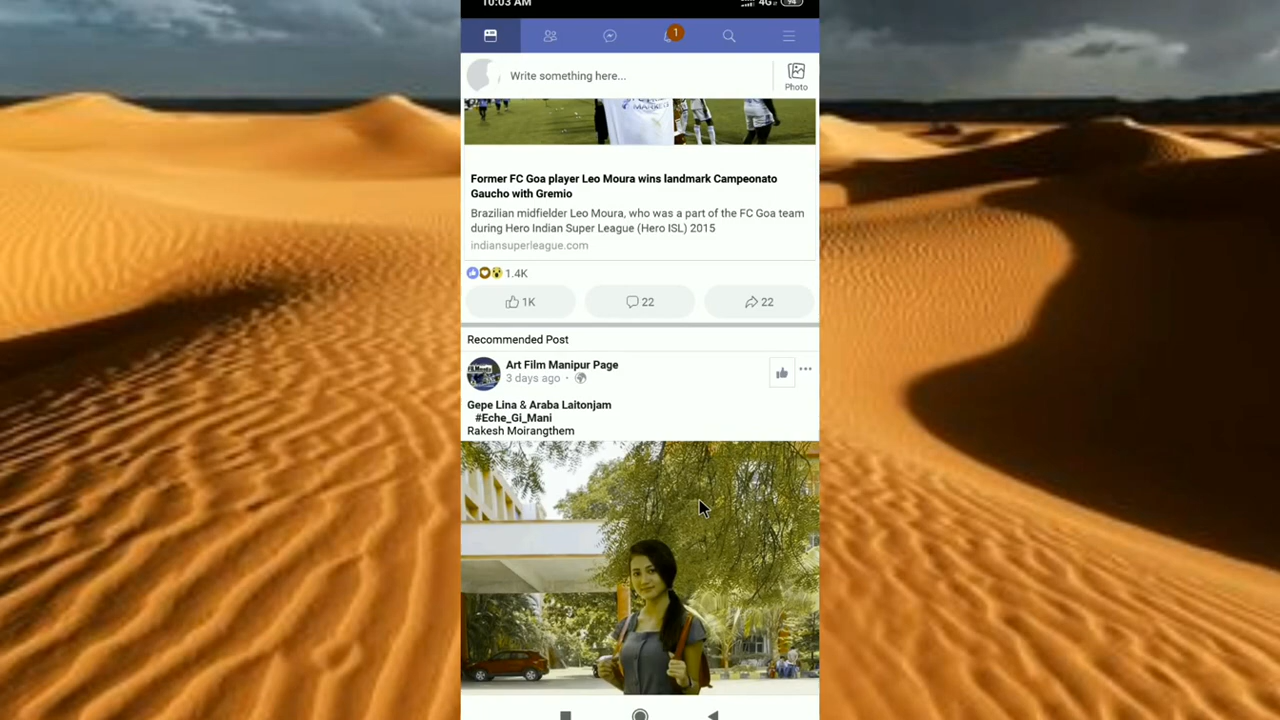 10:03 AM
4G
94
1
Write something here...
Photo
MARKET
Former FC Goa player Leo Moura wins landmark Campeonato
Gaucho with Gremio
Brazilian midfielder Leo Moura, who was a part of the FC Goa team
during Hero Indian Super League (Hero ISL) 2015
indiansuperleague.com
1.4K
1K
22
22
Recommended Post
Art Film Manipur Page
3 days ago ·
Gepe Lina & Araba Laitonjam
#Eche_Gi_Mani
Rakesh Moirangthem